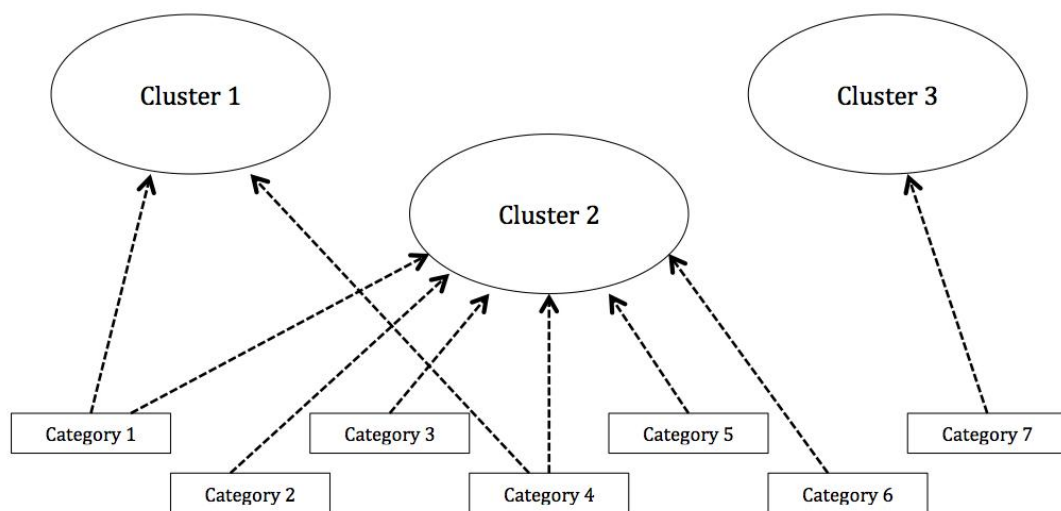 Cluster 1
Cluster 3
Cluster 2
Category 1
Category 3
Category 5
Category 7
Category 2
Category 4
Category 6